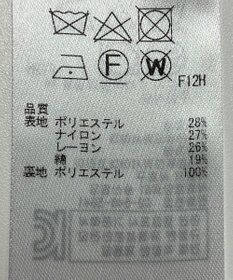 F
W
F12H
品質
表地 ポリエステル 28%
ナイロン 27%
レーヨン 26%
綿 19%
裏地 ポリエステル 100%